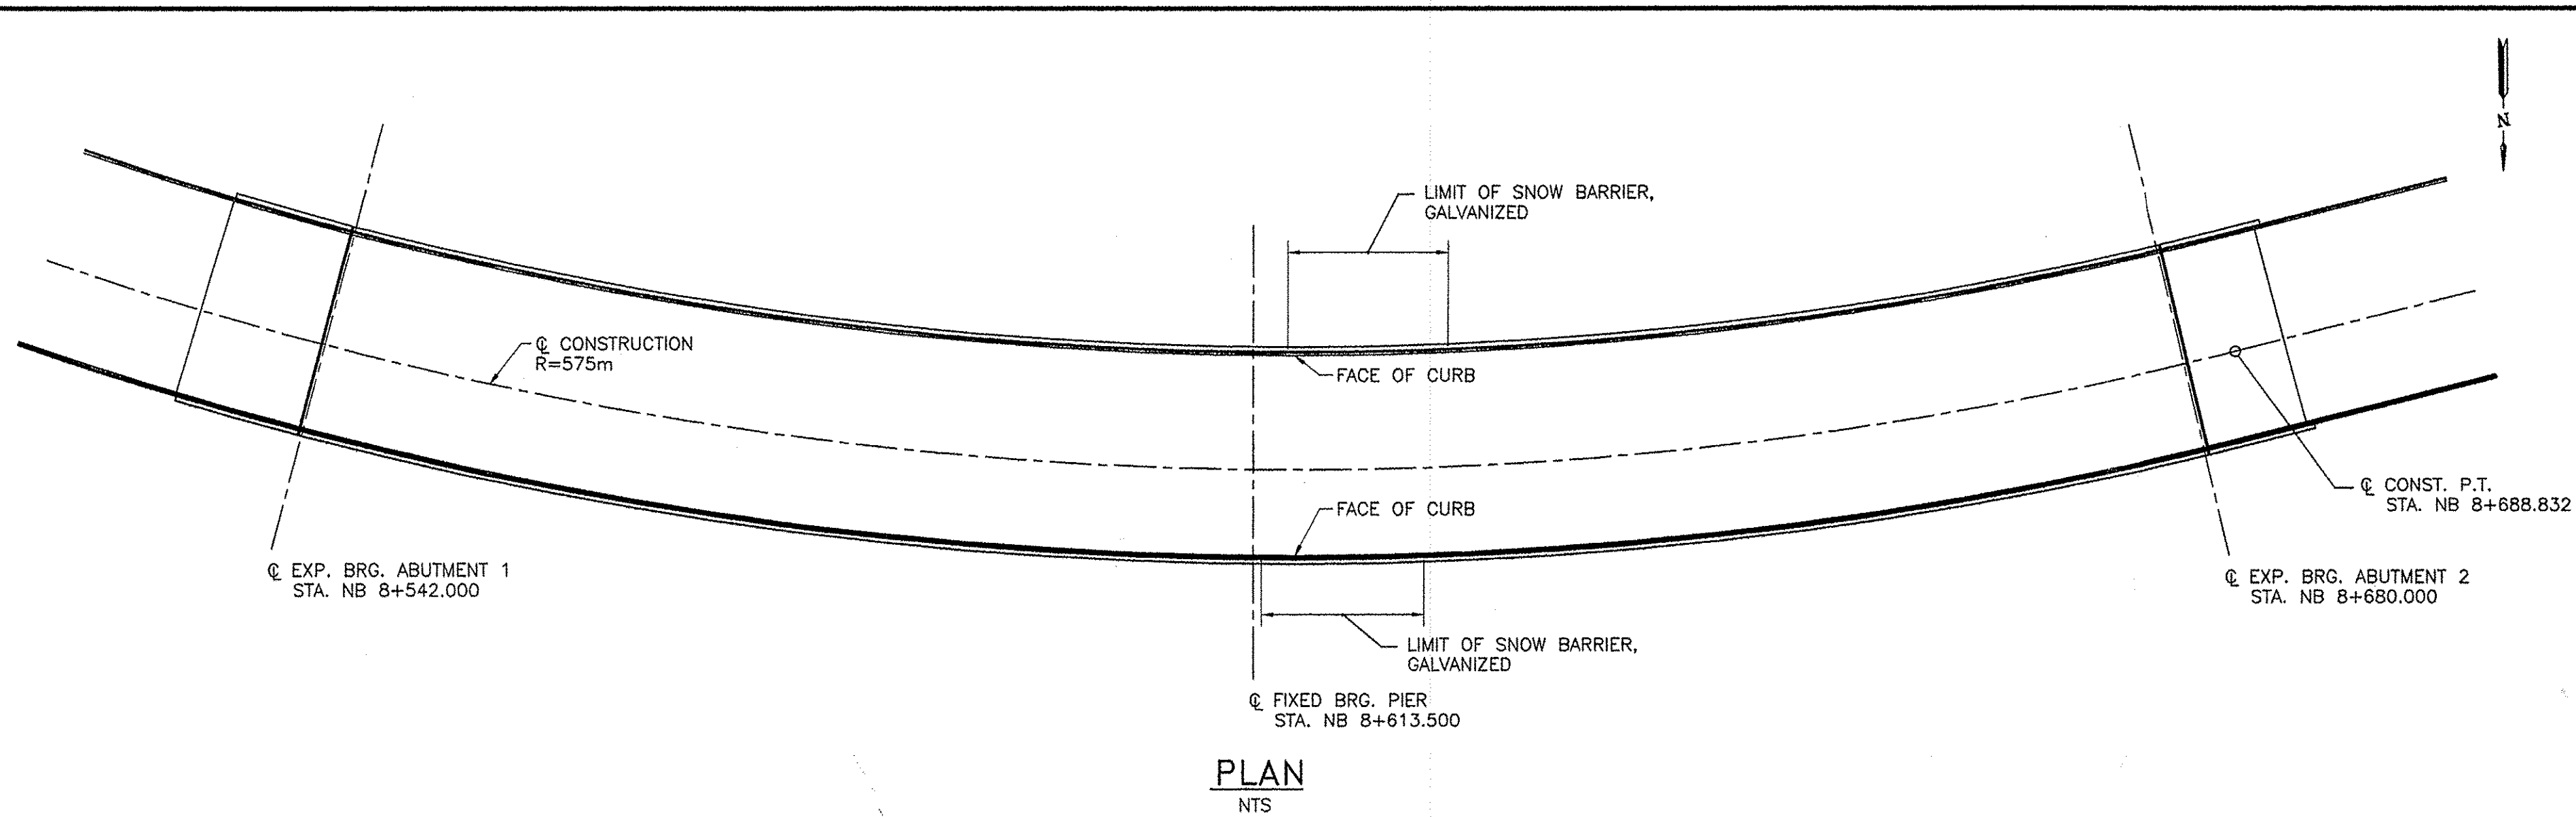 N
LIMIT OF SNOW BARRIER,
GALVANIZED
℄ CONSTRUCTION
R=575m
FACE OF CURB
℄ CONST. P.T.
STA. NB 8+688.832
FACE OF CURB
℄ EXP. BRG. ABUTMENT 1
STA. NB 8+542.000
℄ EXP. BRG. ABUTMENT 2
STA. NB 8+680.000
LIMIT OF SNOW BARRIER,
GALVANIZED
℄ FIXED BRG. PIER
STA. NB 8+613.500
PLAN
NTS